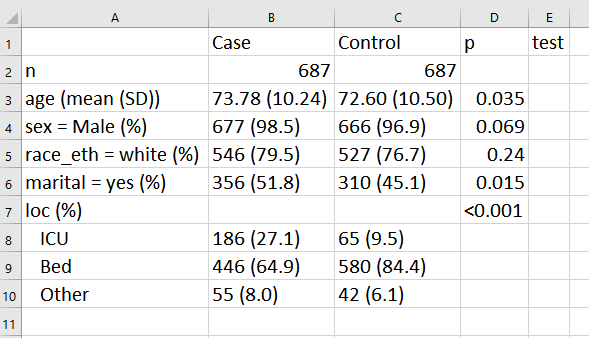 A B C D E
1 Case Control p test
2 n 687 687
3 age (mean (SD)) 73.78 (10.24) 72.60 (10.50) 0.035
4 sex = Male (%) 677 (98.5) 666 (96.9) 0.069
5 race_eth = white (%) 546 (79.5) 527 (76.7) 0.24
6 marital = yes (%) 356 (51.8) 310 (45.1) 0.015
7 loc (%) <0.001
8 ICU 186 (27.1) 65 (9.5)
9 Bed 446 (64.9) 580 (84.4)
10 Other 55 (8.0) 42 (6.1)
11